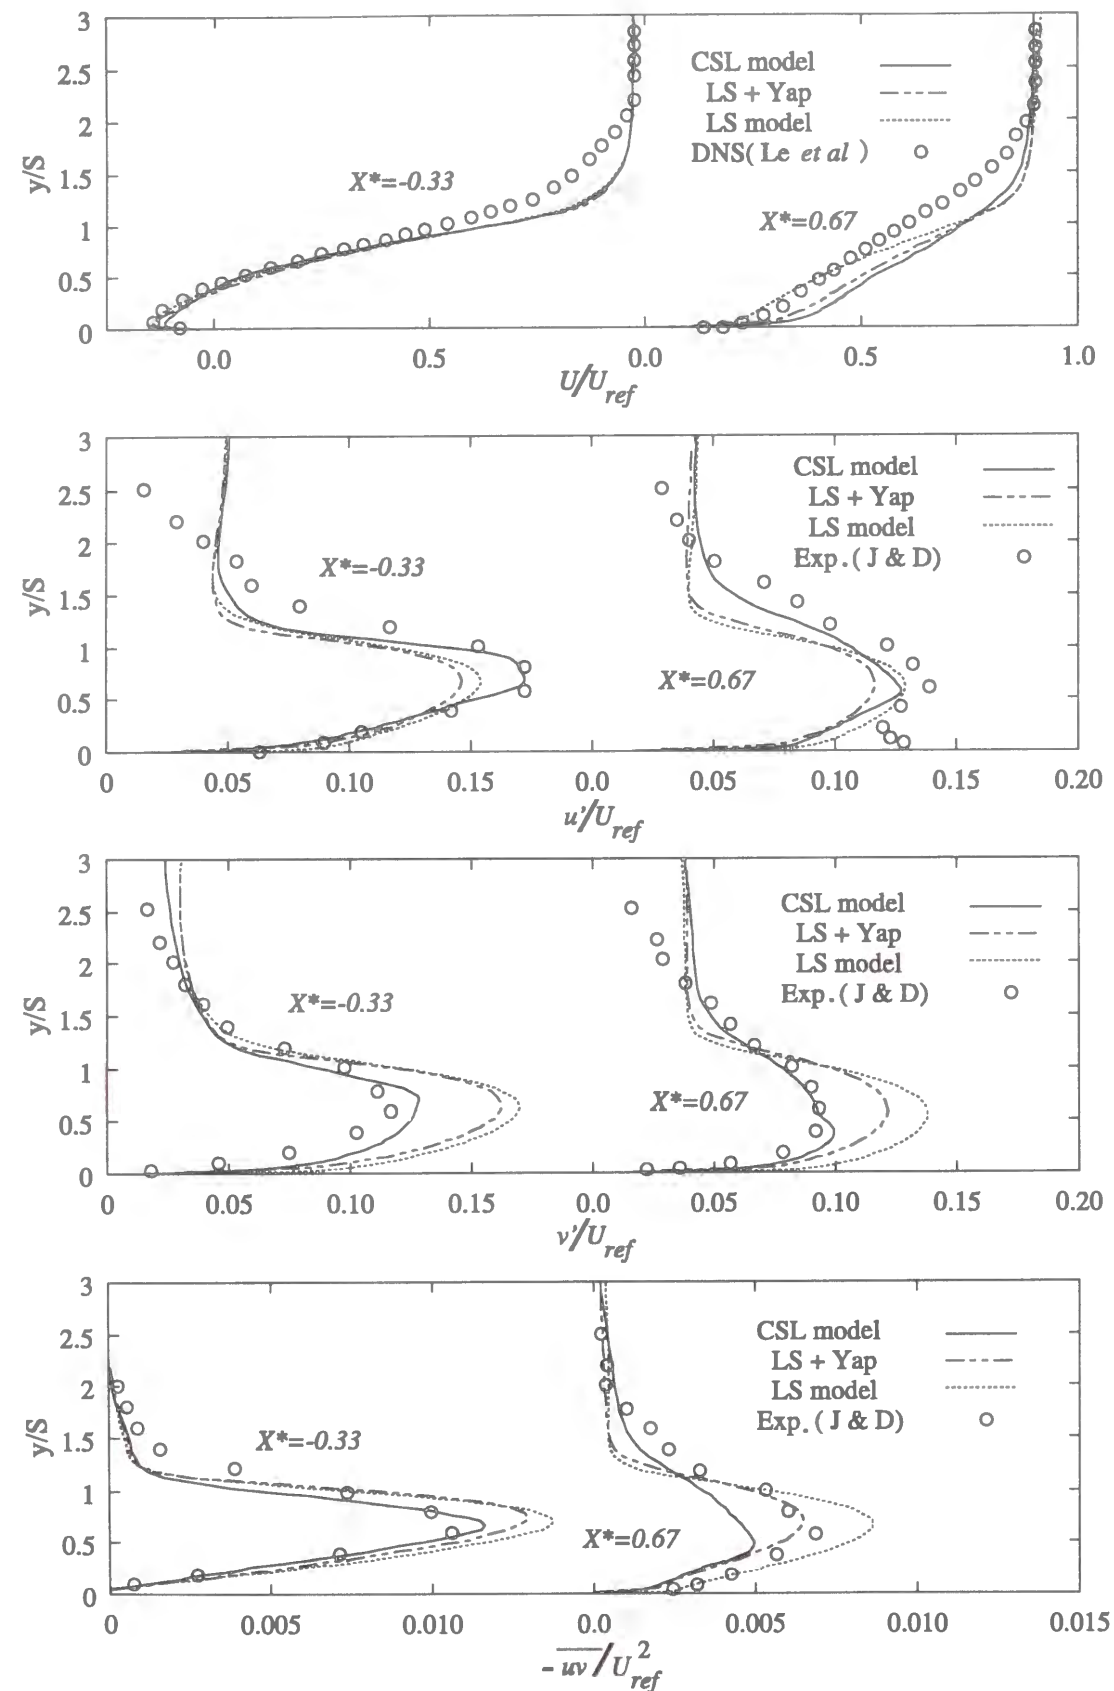 3
2.5
2
1.5
1
0.5
0
y/S
CSL model
LS + Yap
LS model
DNS( Le et al )
X*=-0.33
X*=0.67
0.0 0.5 0.0 0.5 1.0
U/U_ref
3
2.5
2
1.5
1
0.5
0
y/S
CSL model
LS + Yap
LS model
Exp.( J & D)
X*=-0.33
X*=0.67
0 0.05 0.10 0.15 0.0 0.05 0.10 0.15 0.20
u'/U_ref
3
2.5
2
1.5
1
0.5
0
y/S
CSL model
LS + Yap
LS model
Exp.( J & D)
X*=-0.33
X*=0.67
0 0.05 0.10 0.15 0.0 0.05 0.10 0.15 0.20
v'/U_ref
3
2.5
2
1.5
1
0.5
0
y/S
CSL model
LS + Yap
LS model
Exp.( J & D)
X*=-0.33
X*=0.67
0 0.005 0.010 0.0 0.005 0.010 0.015
- uv / U_ref^2